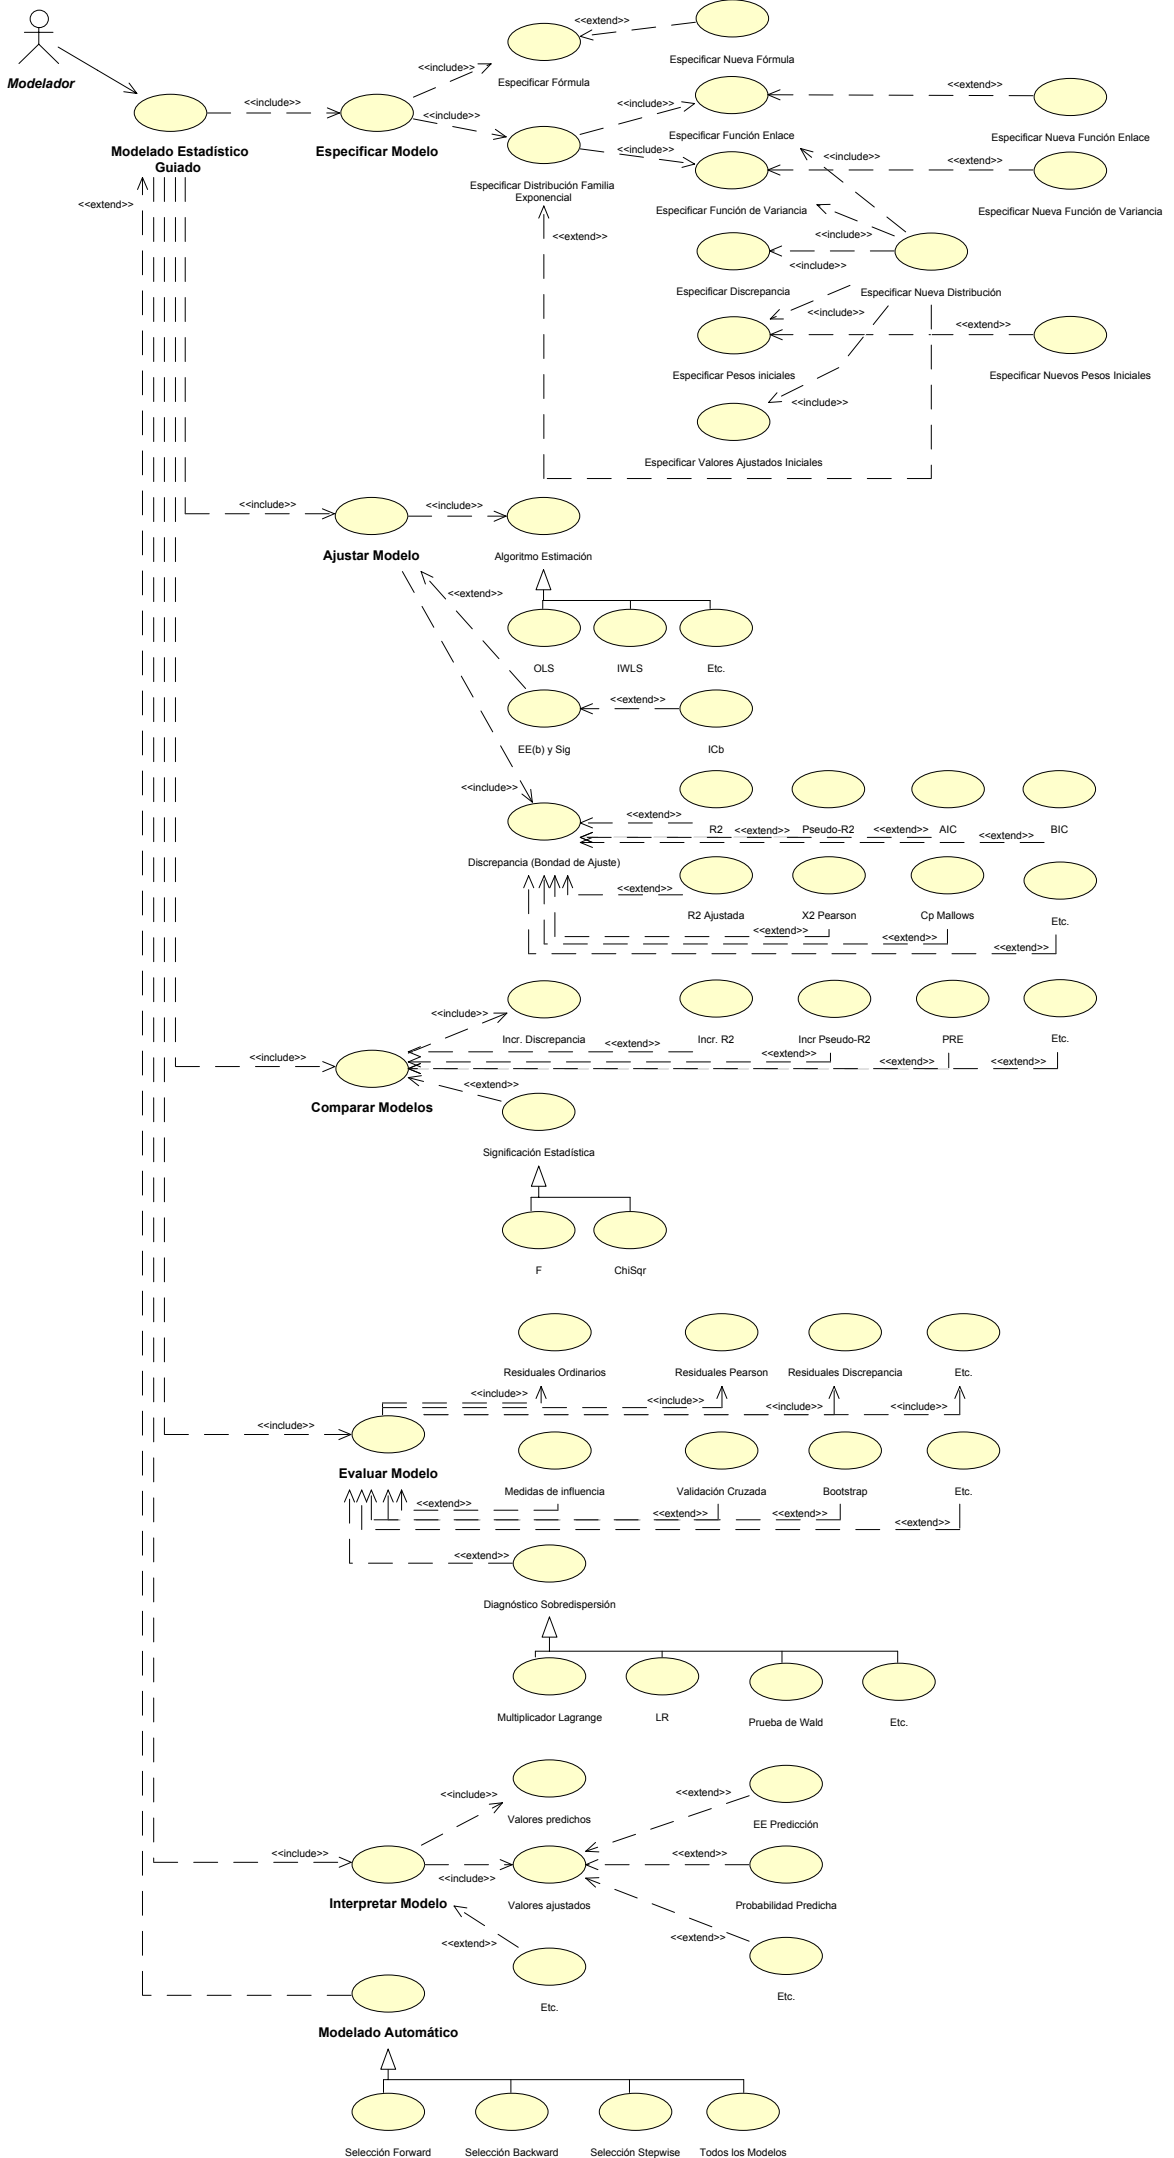 <<extend>>
Especificar Nueva Fórmula
Modelador
<<include>>
Especificar Fórmula
<<include>>
<<include>>
Modelado Estadístico
Guiado
Especificar Modelo
<<include>>
Especificar Función Enlace
<<extend>>
Especificar Nueva Función Enlace
<<include>>
<<include>>
<<extend>>
Especificar Distribución Familia
Exponencial
<<extend>>
Especificar Función de Variancia
Especificar Nueva Función de Variancia
<<extend>>
<<include>>
<<include>>
Especificar Discrepancia
Especificar Nueva Distribución
<<include>>
<<extend>>
Especificar Pesos iniciales
Especificar Nuevos Pesos Iniciales
<<include>>
Especificar Valores Ajustados Iniciales
<<include>>
<<include>>
Ajustar Modelo
Algoritmo Estimación
<<extend>>
OLS
IWLS
Etc.
<<extend>>
EE(b) y Sig
ICb
<<include>>
<<extend>>
R2
<<extend>>
Pseudo-R2
<<extend>>
AIC
<<extend>>
BIC
Discrepancia (Bondad de Ajuste)
<<extend>>
R2 Ajustada
X2 Pearson
Cp Mallows
Etc.
<<extend>>
<<extend>>
<<extend>>
<<include>>
Incr. Discrepancia
Incr. R2
Incr Pseudo-R2
PRE
Etc.
<<extend>>
<<extend>>
<<extend>>
<<extend>>
<<include>>
<<extend>>
Comparar Modelos
Significación Estadística
F
ChiSqr
Residuales Ordinarios
Residuales Pearson
Residuales Discrepancia
Etc.
<<include>>
<<include>>
<<include>>
<<include>>
<<include>>
Evaluar Modelo
Medidas de influencia
Validación Cruzada
Bootstrap
Etc.
<<extend>>
<<extend>>
<<extend>>
<<extend>>
<<extend>>
Diagnóstico Sobredispersión
Multiplicador Lagrange
LR
Prueba de Wald
Etc.
<<include>>
Valores predichos
<<extend>>
EE Predicción
<<include>>
<<include>>
<<extend>>
Interpretar Modelo
Valores ajustados
Probabilidad Predicha
<<extend>>
<<extend>>
Etc.
Etc.
Modelado Automático
Selección Forward
Selección Backward
Selección Stepwise
Todos los Modelos